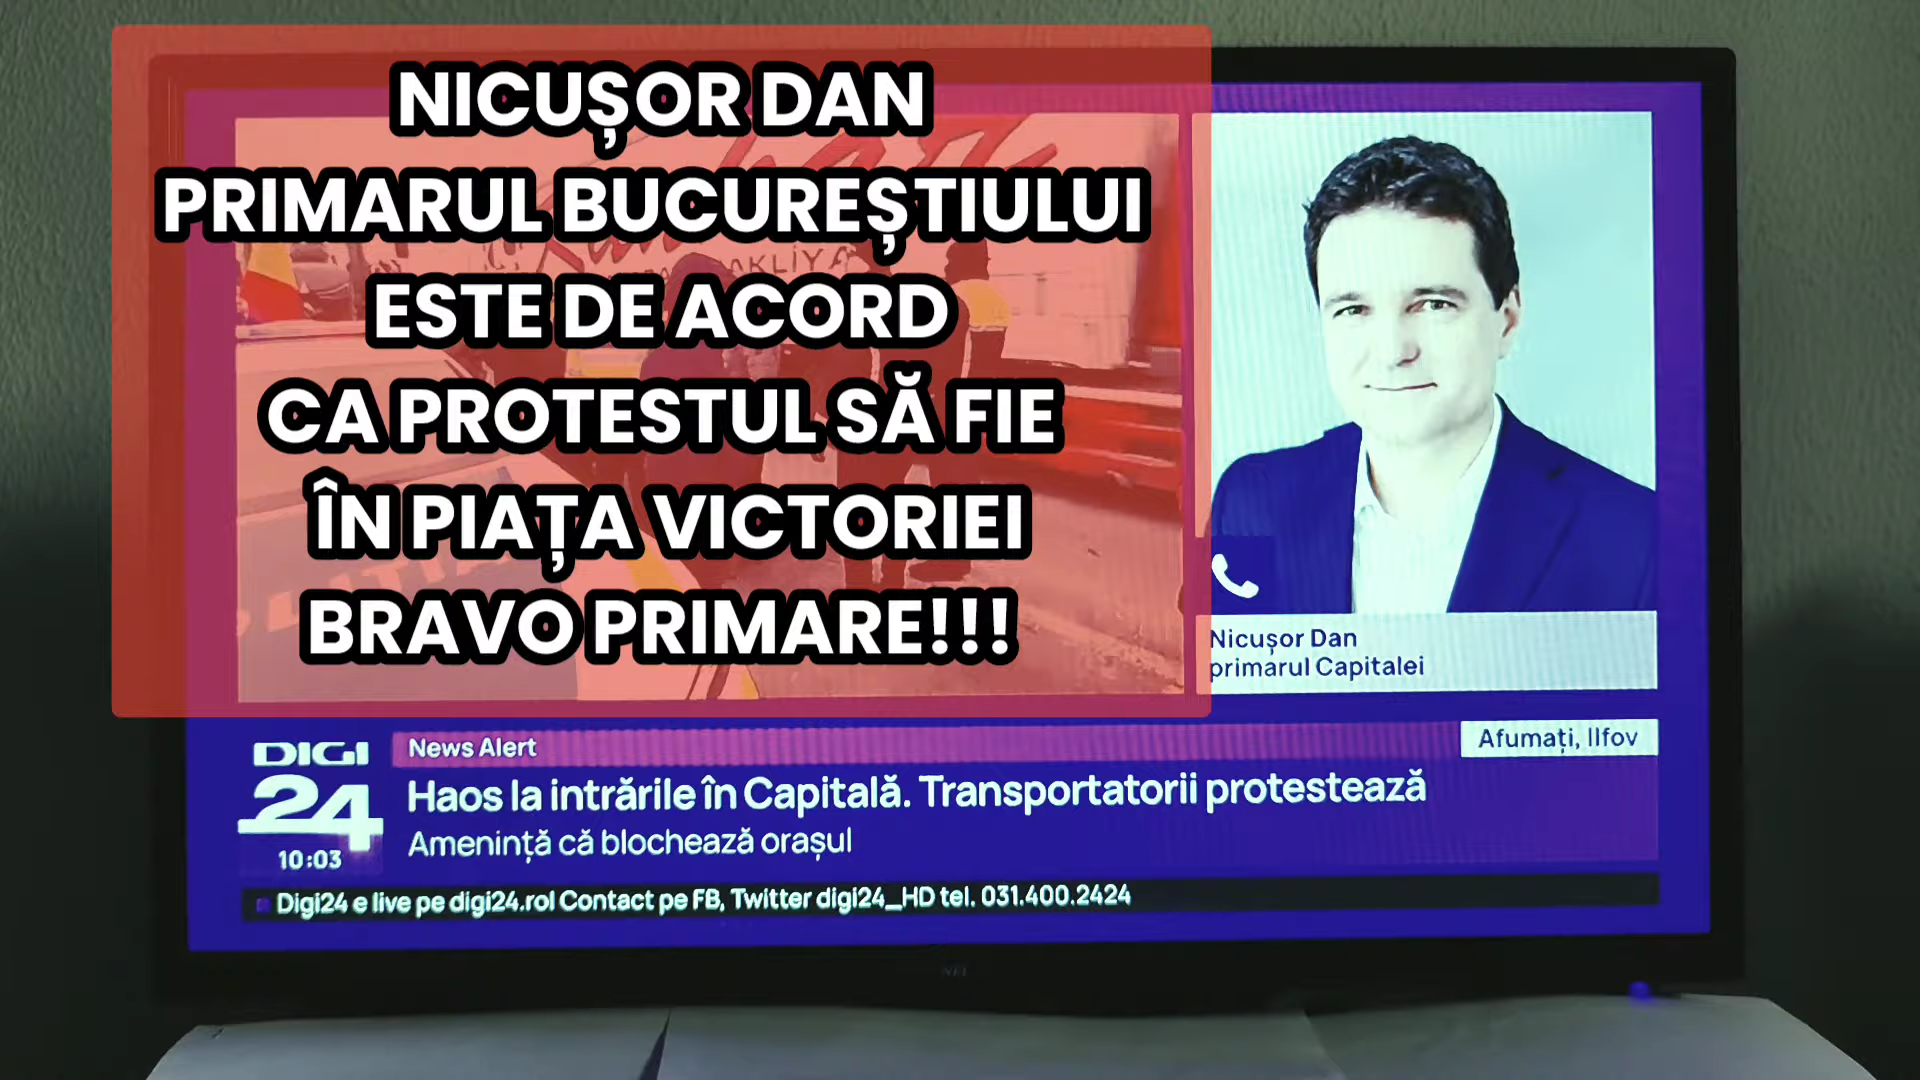 NICUȘOR DAN
PRIMARUL BUCUREȘTIULUI
ESTE DE ACORD
CA PROTESTUL SĂ FIE
ÎN PIAȚA VICTORIEI
BRAVO PRIMARE!!!
Nicușor Dan
primarul Capitalei
Afumați, Ilfov
DIGI
24
10:03
News Alert
Haos la intrările în Capitală. Transportatorii protestează
Amenință că blochează orașul
Digi24 e live pe digi24.ro! Contact pe FB, Twitter digi24_HD tel. 031.400.2424